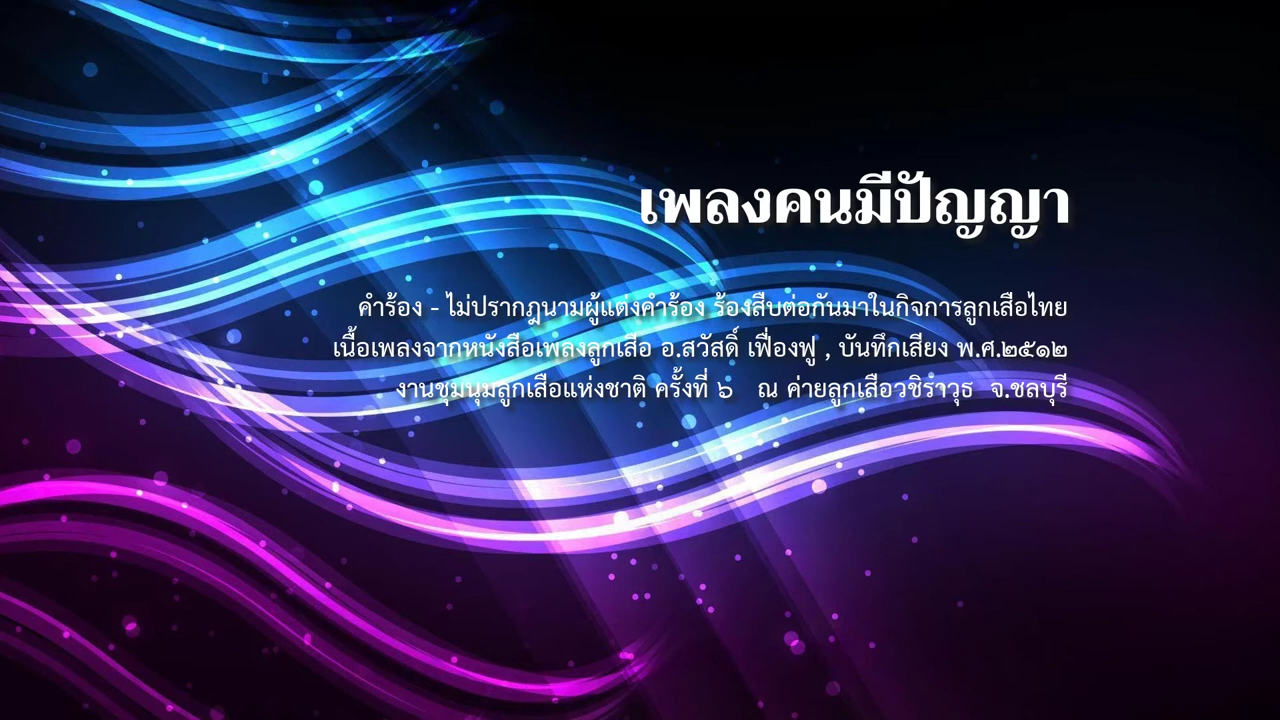 เพลงคนมีปัญญา
คำร้อง - ไม่ปรากฎนามผู้แต่งคำร้อง ร้องสืบต่อกันมาในกิจการลูกเสือไทย
เนื้อเพลงจากหนังสือเพลงลูกเสือ อ.สวัสดิ์ เฟื่องฟู , บันทึกเสียง พ.ศ.๒๕๑๒
งานชุมนุมลูกเสือแห่งชาติ ครั้งที่ ๖ ณ ค่ายลูกเสือวชิราวุธ จ.ชลบุรี